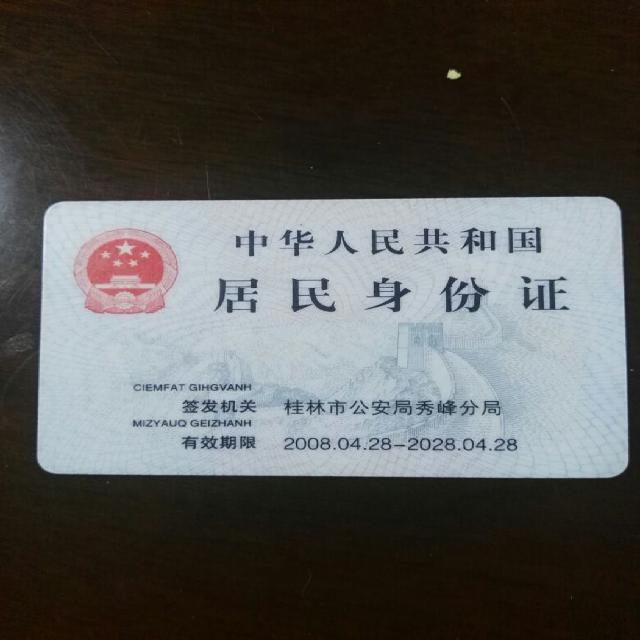 中华人民共和国
居民身份证
CIEMFAT GIHGVANH
签发机关 桂林市公安局秀峰分局
MIZYAUQ GEIZHANH
有效期限 2008.04.28-2028.04.28